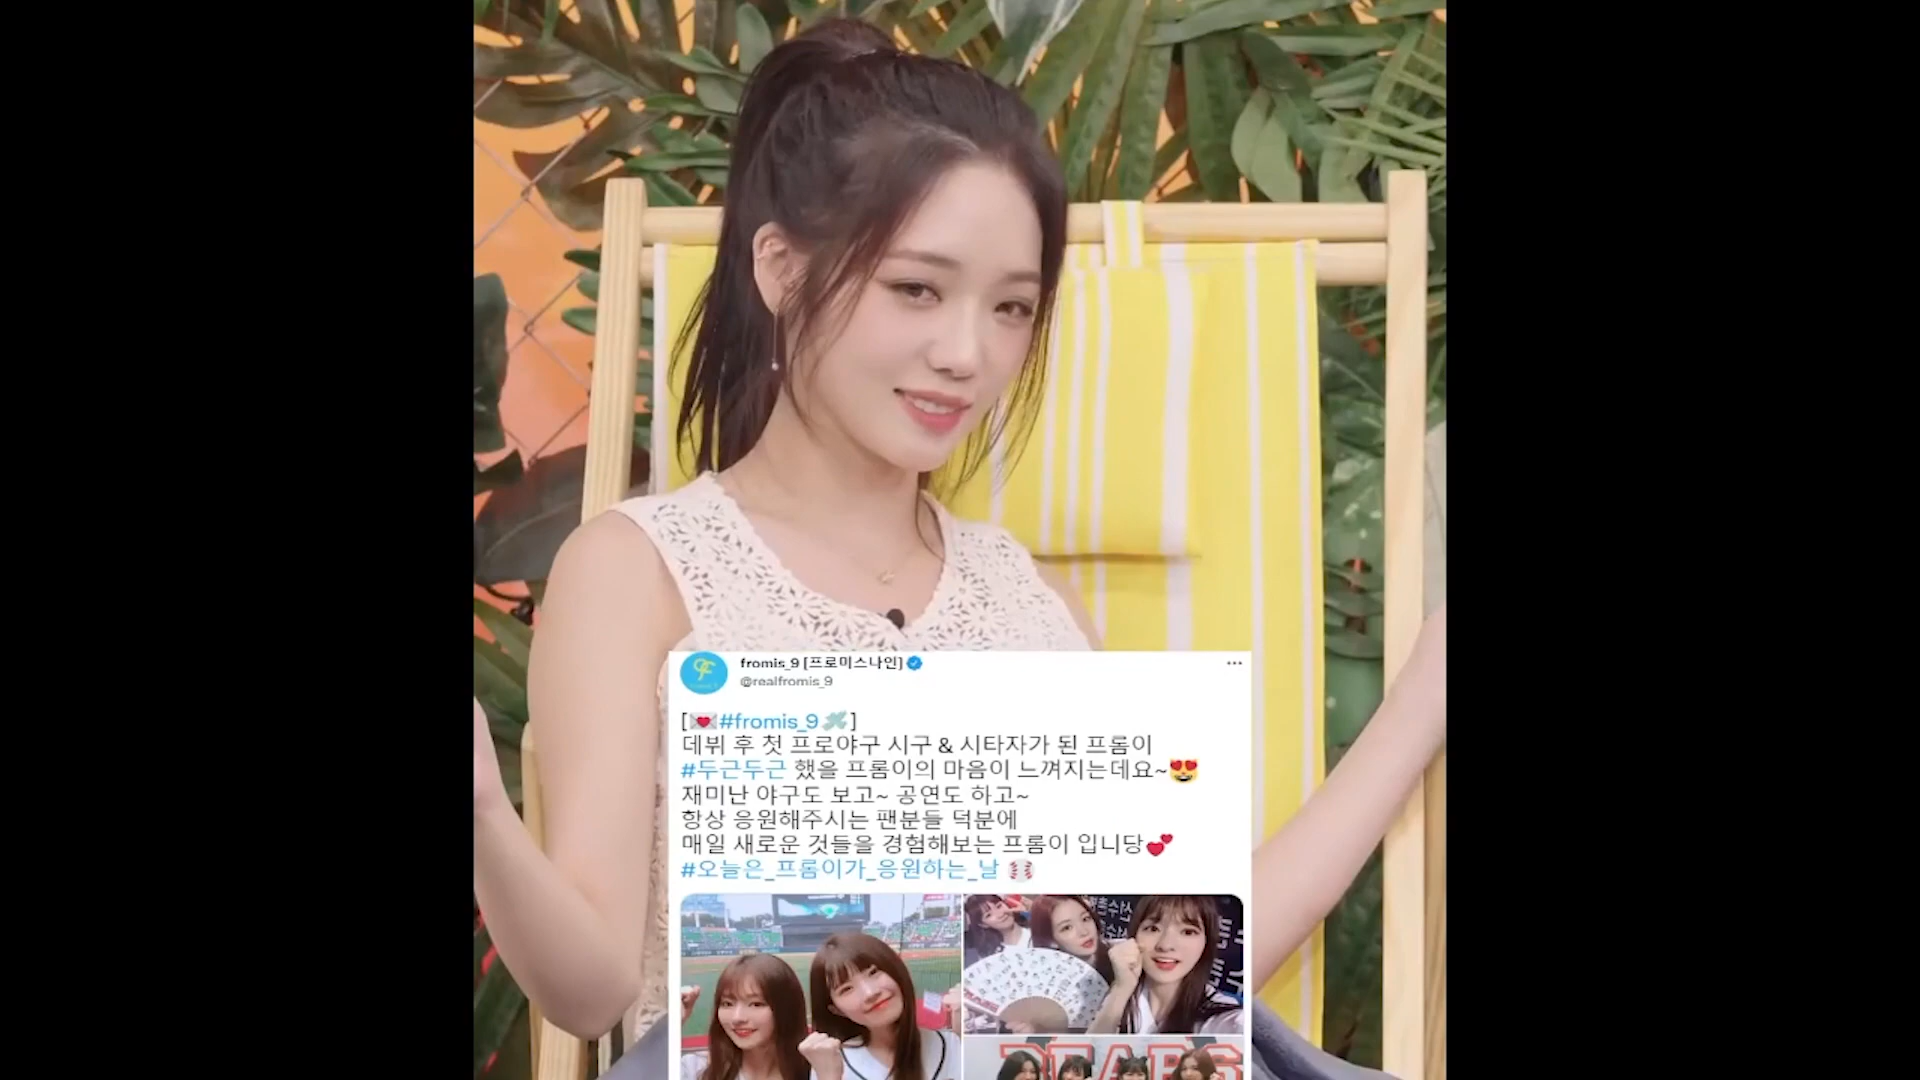 fromis_9 [프로미스나인]
@realfromis_9
[💌#fromis_9🍀]
데뷔 후 첫 프로야구 시구 & 시타자가 된 프롬이
#두근두근 했을 프롬이의 마음이 느껴지는데요~😻
재미난 야구도 보고~ 공연도 하고~
항상 응원해주시는 팬분들 덕분에
매일 새로운 것들을 경험해보는 프롬이 입니당💕
#오늘은_프롬이가_응원하는_날 ⚾
BEARS